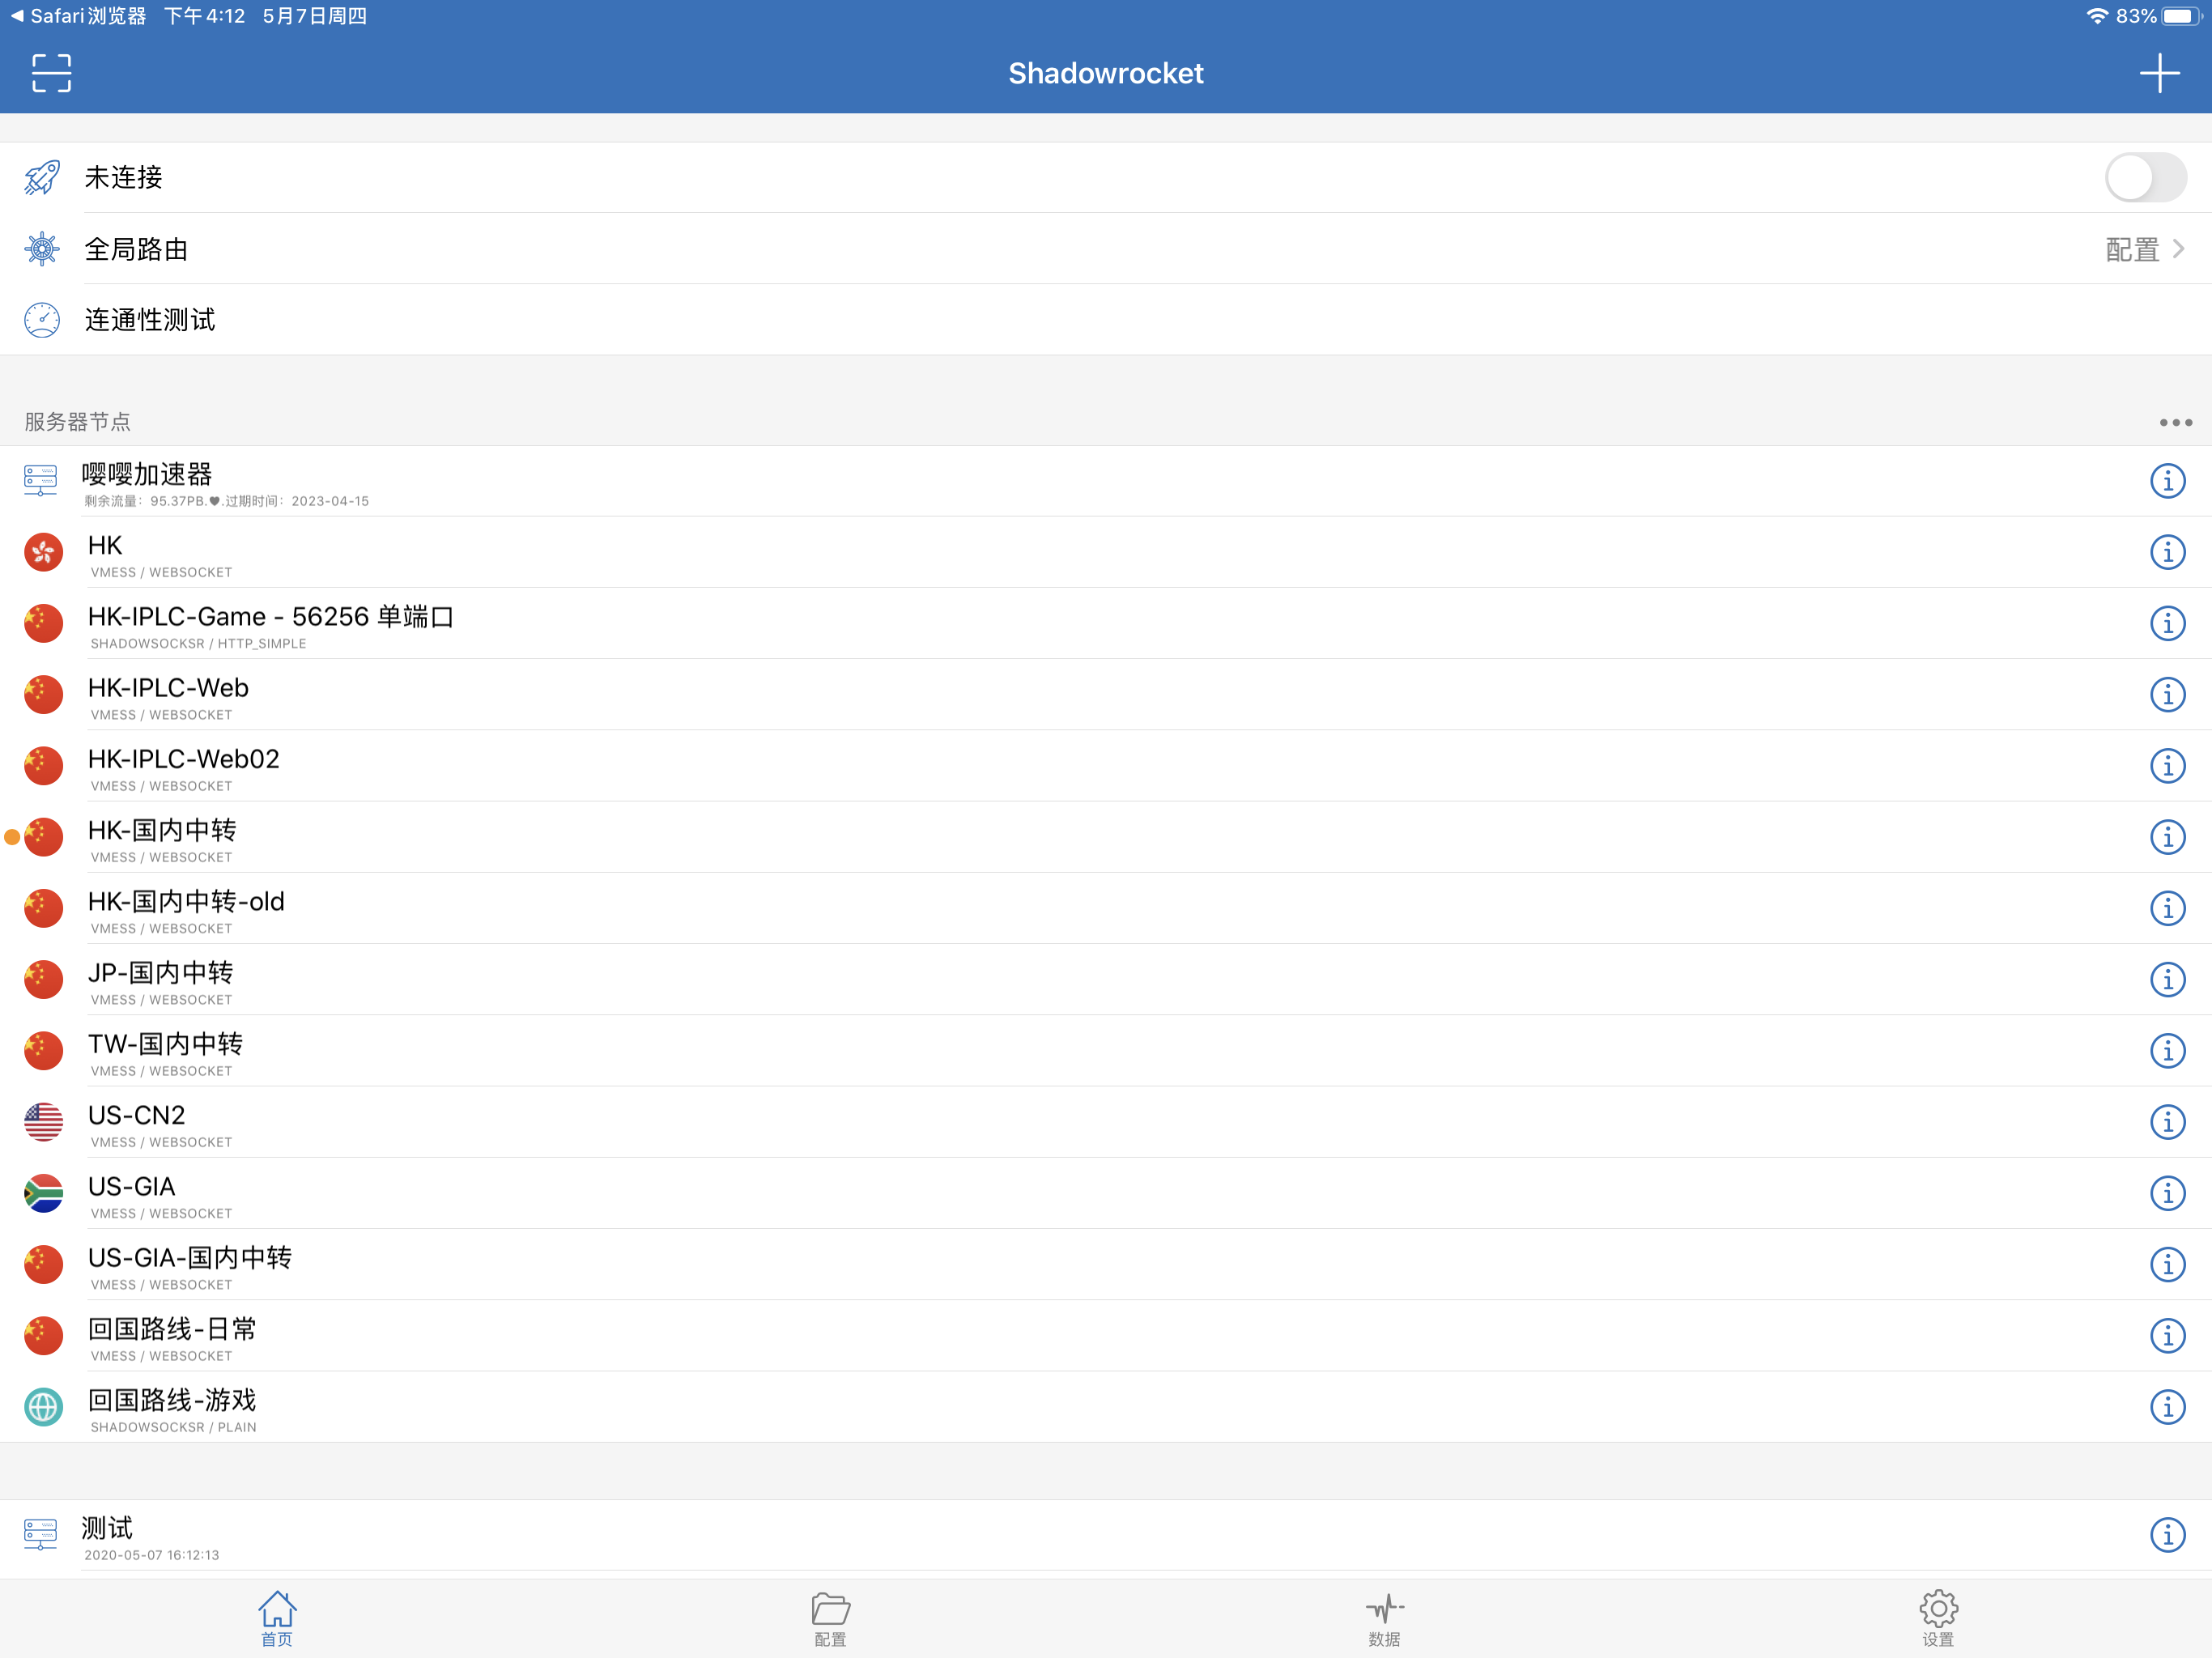 Safari浏览器 下午4:12 5月7日周四 83%
Shadowrocket
未连接
全局路由 配置
连通性测试
服务器节点
嘤嘤加速器
剩余流量：95.37PB.♥.过期时间：2023-04-15
HK
VMESS / WEBSOCKET
HK-IPLC-Game - 56256 单端口
SHADOWSOCKSR / HTTP_SIMPLE
HK-IPLC-Web
VMESS / WEBSOCKET
HK-IPLC-Web02
VMESS / WEBSOCKET
HK-国内中转
VMESS / WEBSOCKET
HK-国内中转-old
VMESS / WEBSOCKET
JP-国内中转
VMESS / WEBSOCKET
TW-国内中转
VMESS / WEBSOCKET
US-CN2
VMESS / WEBSOCKET
US-GIA
VMESS / WEBSOCKET
US-GIA-国内中转
VMESS / WEBSOCKET
回国路线-日常
VMESS / WEBSOCKET
回国路线-游戏
SHADOWSOCKSR / PLAIN
测试
2020-05-07 16:12:13
首页 配置 数据 设置